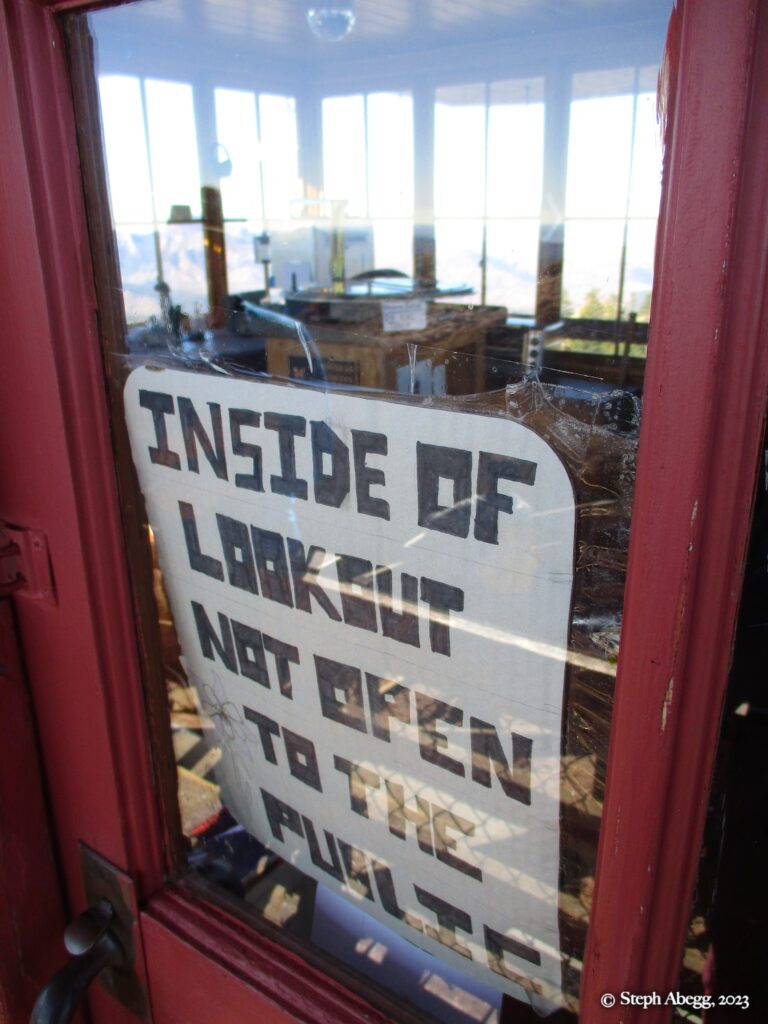 INSIDE OF
LOOKOUT
NOT OPEN
TO THE
PUBLIC
© Steph Abegg, 2023